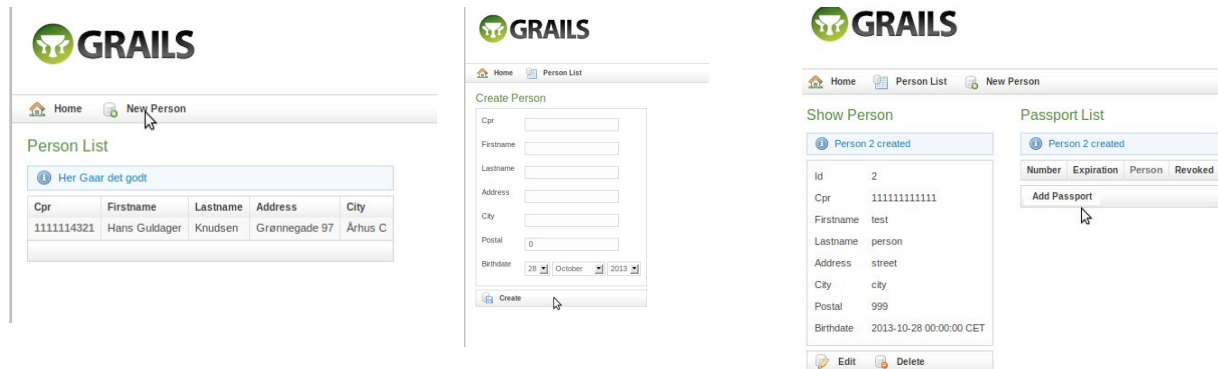 GRAILS
Home New Person
Person List
Her Gaar det godt
Cpr Firstname Lastname Address City
1111114321 Hans Guldager Knudsen Grønnegade 97 Århus C
GRAILS
Home Person List
Create Person
Cpr
Firstname
Lastname
Address
City
Postal 0
Birthdate 28 October 2013
Create
GRAILS
Home Person List New Person
Show Person
Person 2 created
Id 2
Cpr 111111111111
Firstname test
Lastname person
Address street
City city
Postal 999
Birthdate 2013-10-28 00:00:00 CET
Edit Delete
Passport List
Person 2 created
Number Expiration Person Revoked
Add Passport